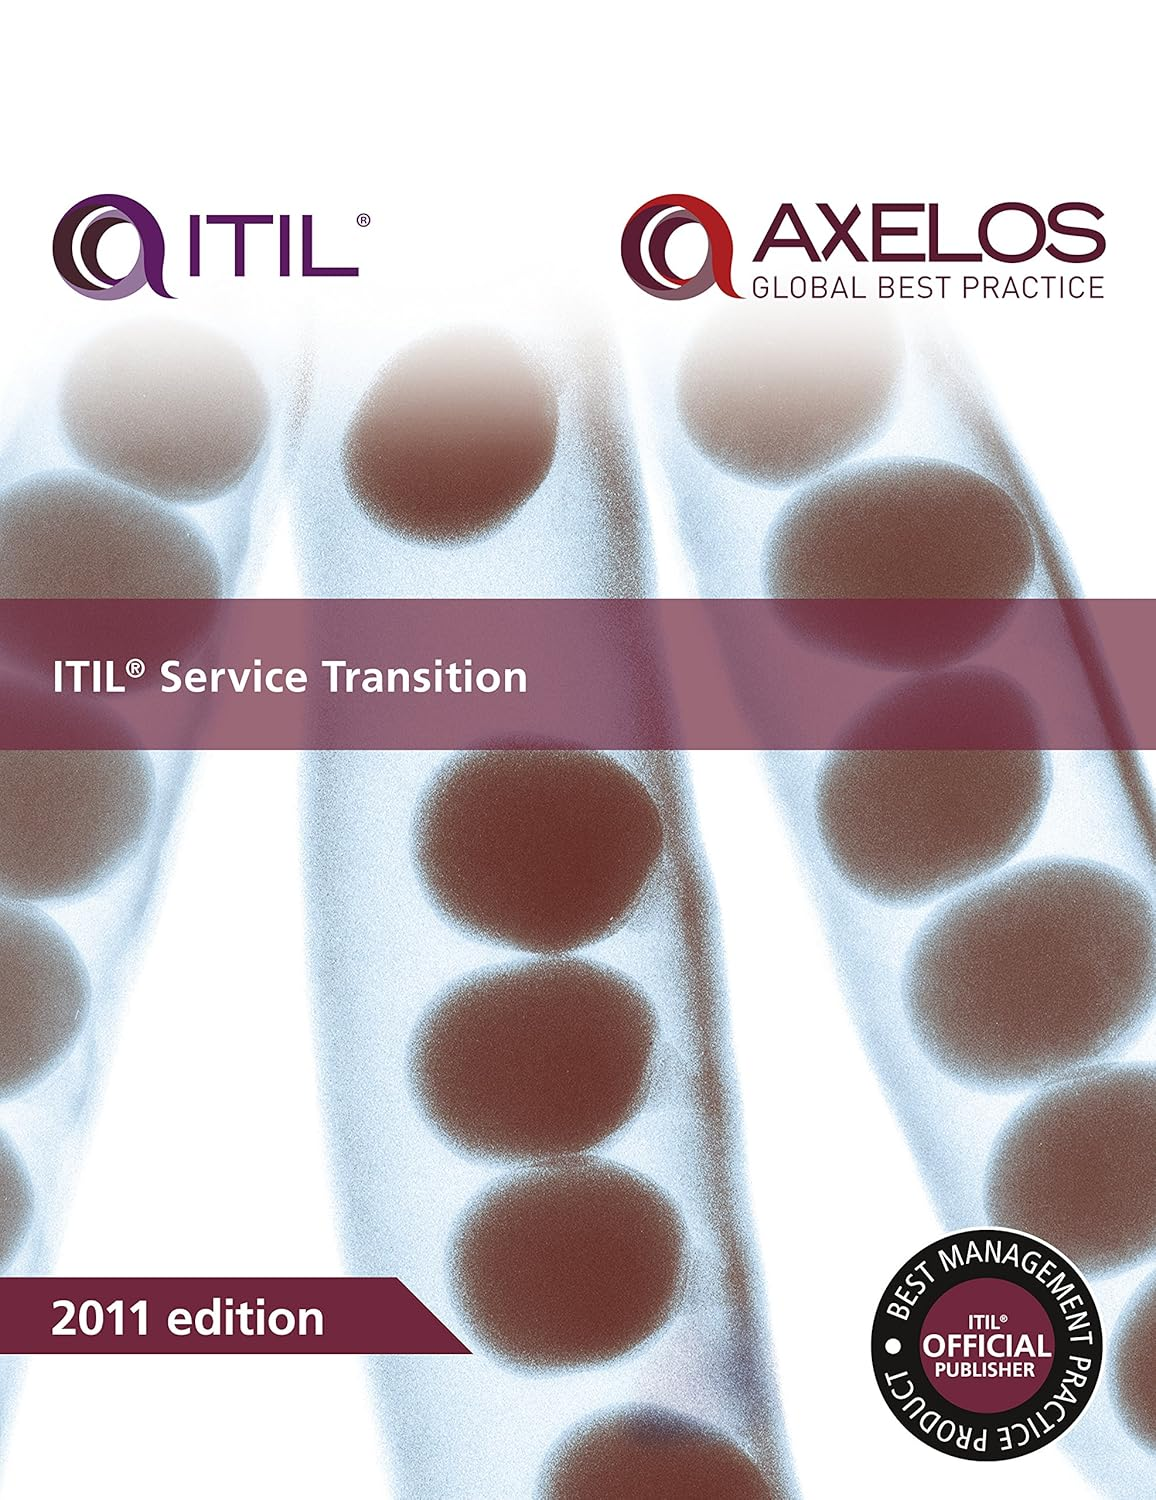 ITIL®
AXELOS
GLOBAL BEST PRACTICE
ITIL® Service Transition
2011 edition
BEST MANAGEMENT PRACTICE PRODUCT
ITIL®
OFFICIAL
PUBLISHER